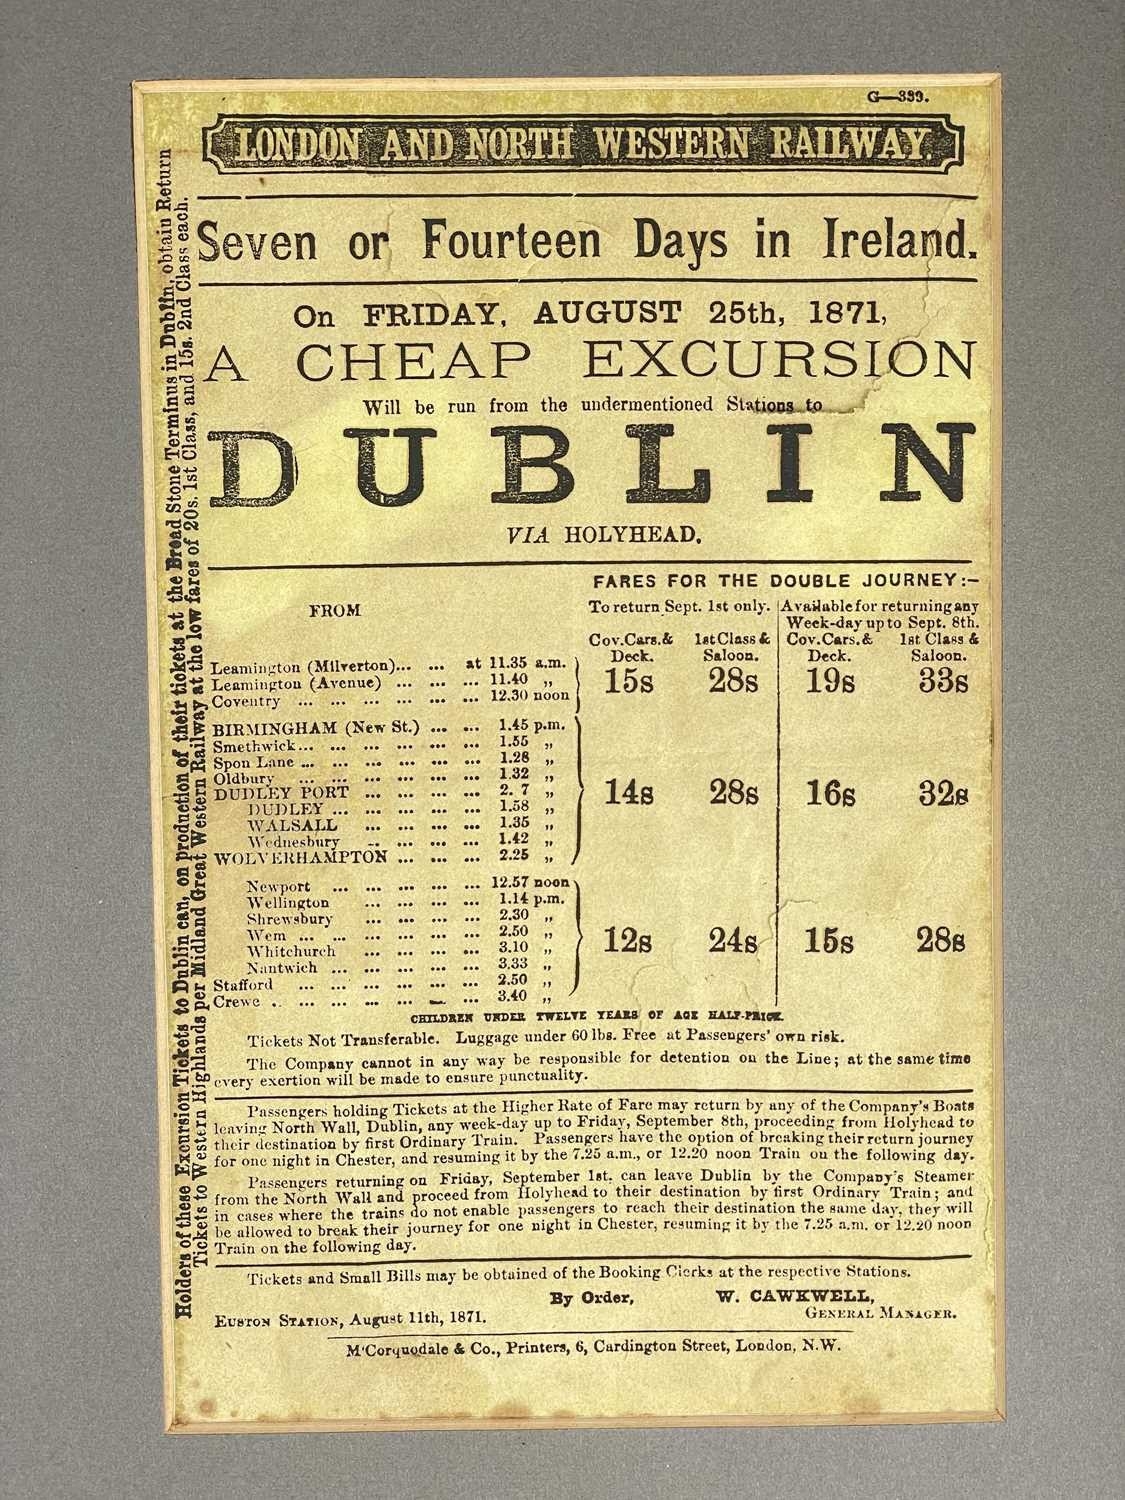 G—399.
LONDON AND NORTH WESTERN RAILWAY.
Seven or Fourteen Days in Ireland.
On FRIDAY, AUGUST 25th, 1871,
A CHEAP EXCURSION
Will be run from the undermentioned Stations to
DUBLIN
VIA HOLYHEAD.
FARES FOR THE DOUBLE JOURNEY:-
FROM
To return Sept. 1st only. Available for returning any
Week-day up to Sept. 8th.
Cov. Cars. & 1st Class & Cov. Cars. & 1st Class &
Deck. Saloon. Deck. Saloon.
Leamington (Milverton)... ... at 11.35 a.m.
Leamington (Avenue) ... ... ... 11.40 „ 15s 28s 19s 33s
Coventry ... ... ... ... ... ... 12.30 noon
BIRMINGHAM (New St.) ... ... 1.45 p.m.
Smethwick... ... ... ... ... ... 1.55 „
Spon Lane ... ... ... ... ... ... 1.28 „
Oldbury ... ... ... ... ... ... 1.32 „
DUDLEY PORT ... ... ... ... 2. 7 „ 14s 28s 16s 32s
DUDLEY ... ... ... ... ... 1.58 „
WALSALL ... ... ... ... 1.35 „
Wednesbury ... ... ... ... 1.42 „
WOLVERHAMPTON ... ... ... 2.25 „
Newport ... ... ... ... ... 12.57 noon
Wellington ... ... ... ... 1.14 p.m.
Shrewsbury ... ... ... ... 2.30 „
Wem ... ... ... ... ... ... 2.50 „ 12s 24s 15s 28s
Whitchurch ... ... ... ... 3.10 „
Nantwich ... ... ... ... ... 3.33 „
Stafford ... ... ... ... ... ... 2.50 „
Crewe .. ... ... ... ... ... ... 3.40 „
CHILDREN UNDER TWELVE YEARS OF AGE HALF-PRICE.
Tickets Not Transferable. Luggage under 60 lbs. Free at Passengers' own risk.
The Company cannot in any way be responsible for detention on the Line; at the same time
every exertion will be made to ensure punctuality.
Passengers holding Tickets at the Higher Rate of Fare may return by any of the Company's Boats
leaving North Wall, Dublin, any week-day up to Friday, September 8th, proceeding from Holyhead to
their destination by first Ordinary Train. Passengers have the option of breaking their return journey
for one night in Chester, and resuming it by the 7.25 a.m., or 12.20 noon Train on the following day.
Passengers returning on Friday, September 1st, can leave Dublin by the Company's Steamer
from the North Wall and proceed from Holyhead to their destination by first Ordinary Train; and
in cases where the trains do not enable passengers to reach their destination the same day, they will
be allowed to break their journey for one night in Chester, resuming it by the 7.25 a.m. or 12.20 noon
Train on the following day.
Tickets and Small Bills may be obtained of the Booking Clerks at the respective Stations.
By Order, W. CAWKWELL,
GENERAL MANAGER.
EUSTON STATION, August 11th, 1871.
M'Corquodale & Co., Printers, 6, Cardington Street, London, N.W.
Holders of these Excursion Tickets to Dublin can, on production of their tickets at the Broad Stone Terminus in Dublin, obtain Return
Tickets to Western Highlands per Midland Great Western Railway at the low fares of 20s. 1st Class, and 15s. 2nd Class each.